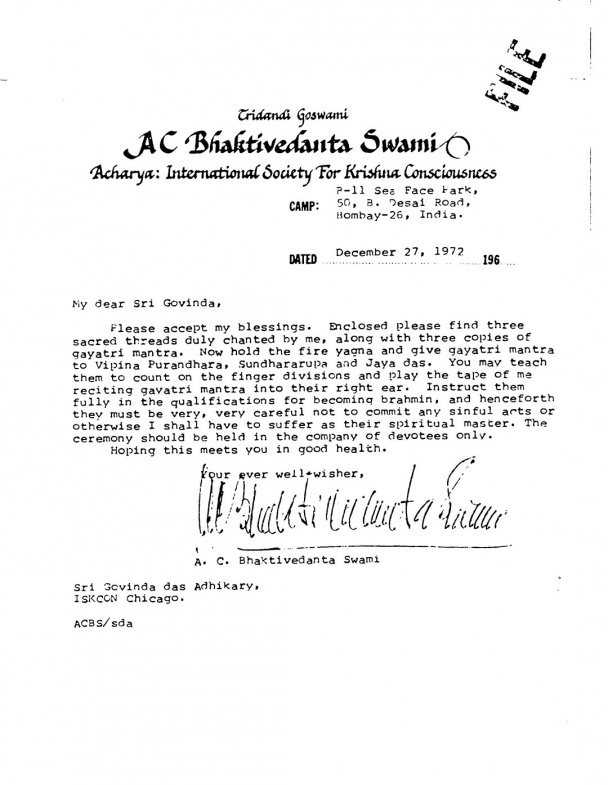 FILE
Tridandi Goswami
AC Bhaktivedanta Swami
Acharya: International Society For Krishna Consciousness
CAMP: P-11 Sea Face Park,
50, B. Desai Road,
Bombay-26, India.
DATED December 27, 1972 196
My dear Sri Govinda,
Please accept my blessings. Enclosed please find three
sacred threads duly chanted by me, along with three copies of
gayatri mantra. Now hold the fire yagna and give gayatri mantra
to Vipina Purandhara, Sundhararupa and Jaya das. You may teach
them to count on the finger divisions and play the tape of me
reciting gayatri mantra into their right ear. Instruct them
fully in the qualifications for becoming brahmin, and henceforth
they must be very, very careful not to commit any sinful acts or
otherwise I shall have to suffer as their spiritual master. The
ceremony should be held in the company of devotees only.
Hoping this meets you in good health.
Your ever well-wisher,
A. C. Bhaktivedanta Swami
A. C. Bhaktivedanta Swami
Sri Govinda das Adhikary,
ISKCON Chicago.
ACBS/sda